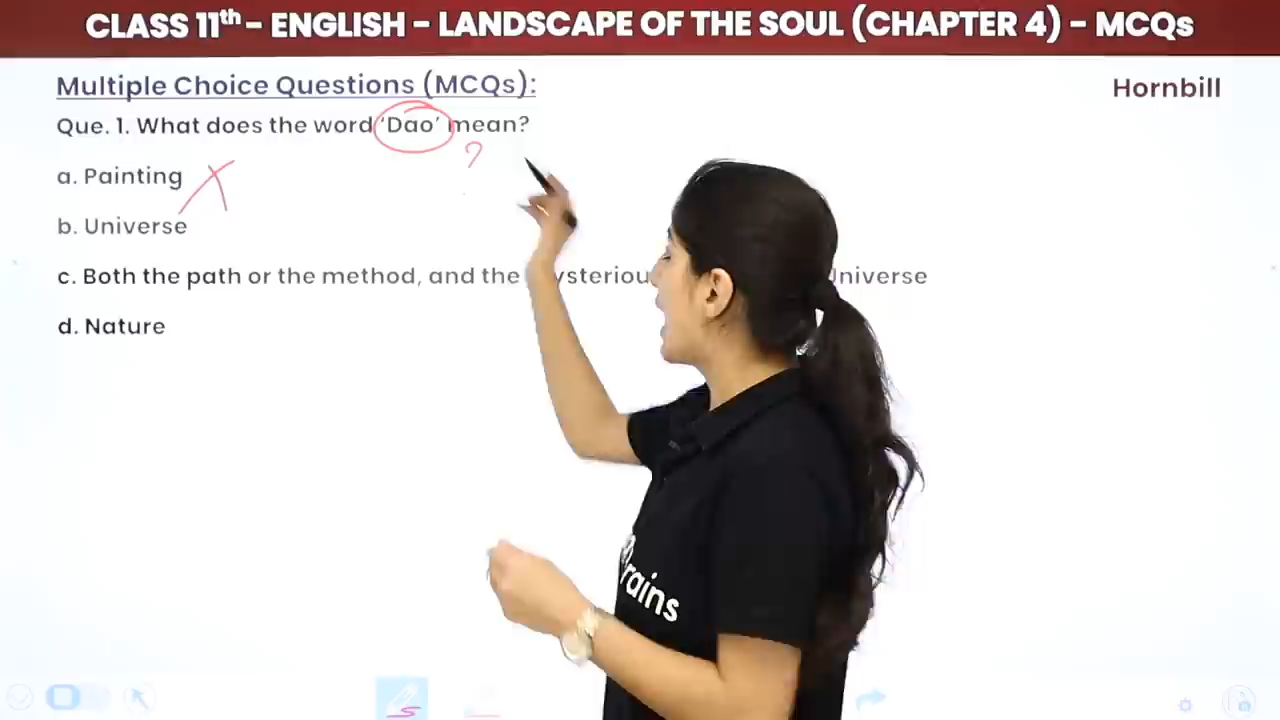 CLASS 11th – ENGLISH – LANDSCAPE OF THE SOUL (CHAPTER 4) – MCQs
Multiple Choice Questions (MCQs):
Hornbill
Que. 1. What does the word ‘Dao’ mean?
?
a. Painting
b. Universe
c. Both the path or the method, and the Universe
d. Nature
rains